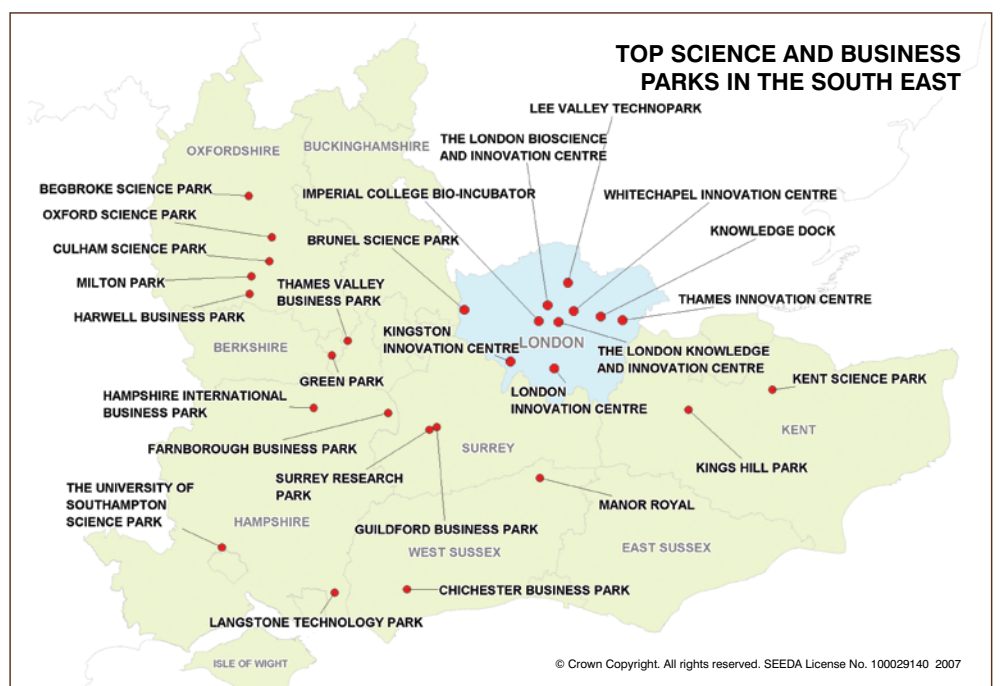 TOP SCIENCE AND BUSINESS
PARKS IN THE SOUTH EAST
LEE VALLEY TECHNOPARK
THE LONDON BIOSCIENCE
AND INNOVATION CENTRE
OXFORDSHIRE
BUCKINGHAMSHIRE
BEGBROKE SCIENCE PARK
IMPERIAL COLLEGE BIO-INCUBATOR
WHITECHAPEL INNOVATION CENTRE
OXFORD SCIENCE PARK
KNOWLEDGE DOCK
BRUNEL SCIENCE PARK
CULHAM SCIENCE PARK
MILTON PARK
THAMES VALLEY
BUSINESS PARK
THAMES INNOVATION CENTRE
HARWELL BUSINESS PARK
KINGSTON
INNOVATION CENTRE
LONDON
BERKSHIRE
THE LONDON KNOWLEDGE
AND INNOVATION CENTRE
GREEN PARK
KENT SCIENCE PARK
HAMPSHIRE INTERNATIONAL
BUSINESS PARK
LONDON
INNOVATION CENTRE
KENT
FARNBOROUGH BUSINESS PARK
SURREY
KINGS HILL PARK
SURREY RESEARCH
PARK
THE UNIVERSITY OF
SOUTHAMPTON
SCIENCE PARK
MANOR ROYAL
HAMPSHIRE
GUILDFORD BUSINESS PARK
WEST SUSSEX
EAST SUSSEX
CHICHESTER BUSINESS PARK
LANGSTONE TECHNOLOGY PARK
ISLE OF WIGHT
© Crown Copyright. All rights reserved. SEEDA License No. 100029140 2007